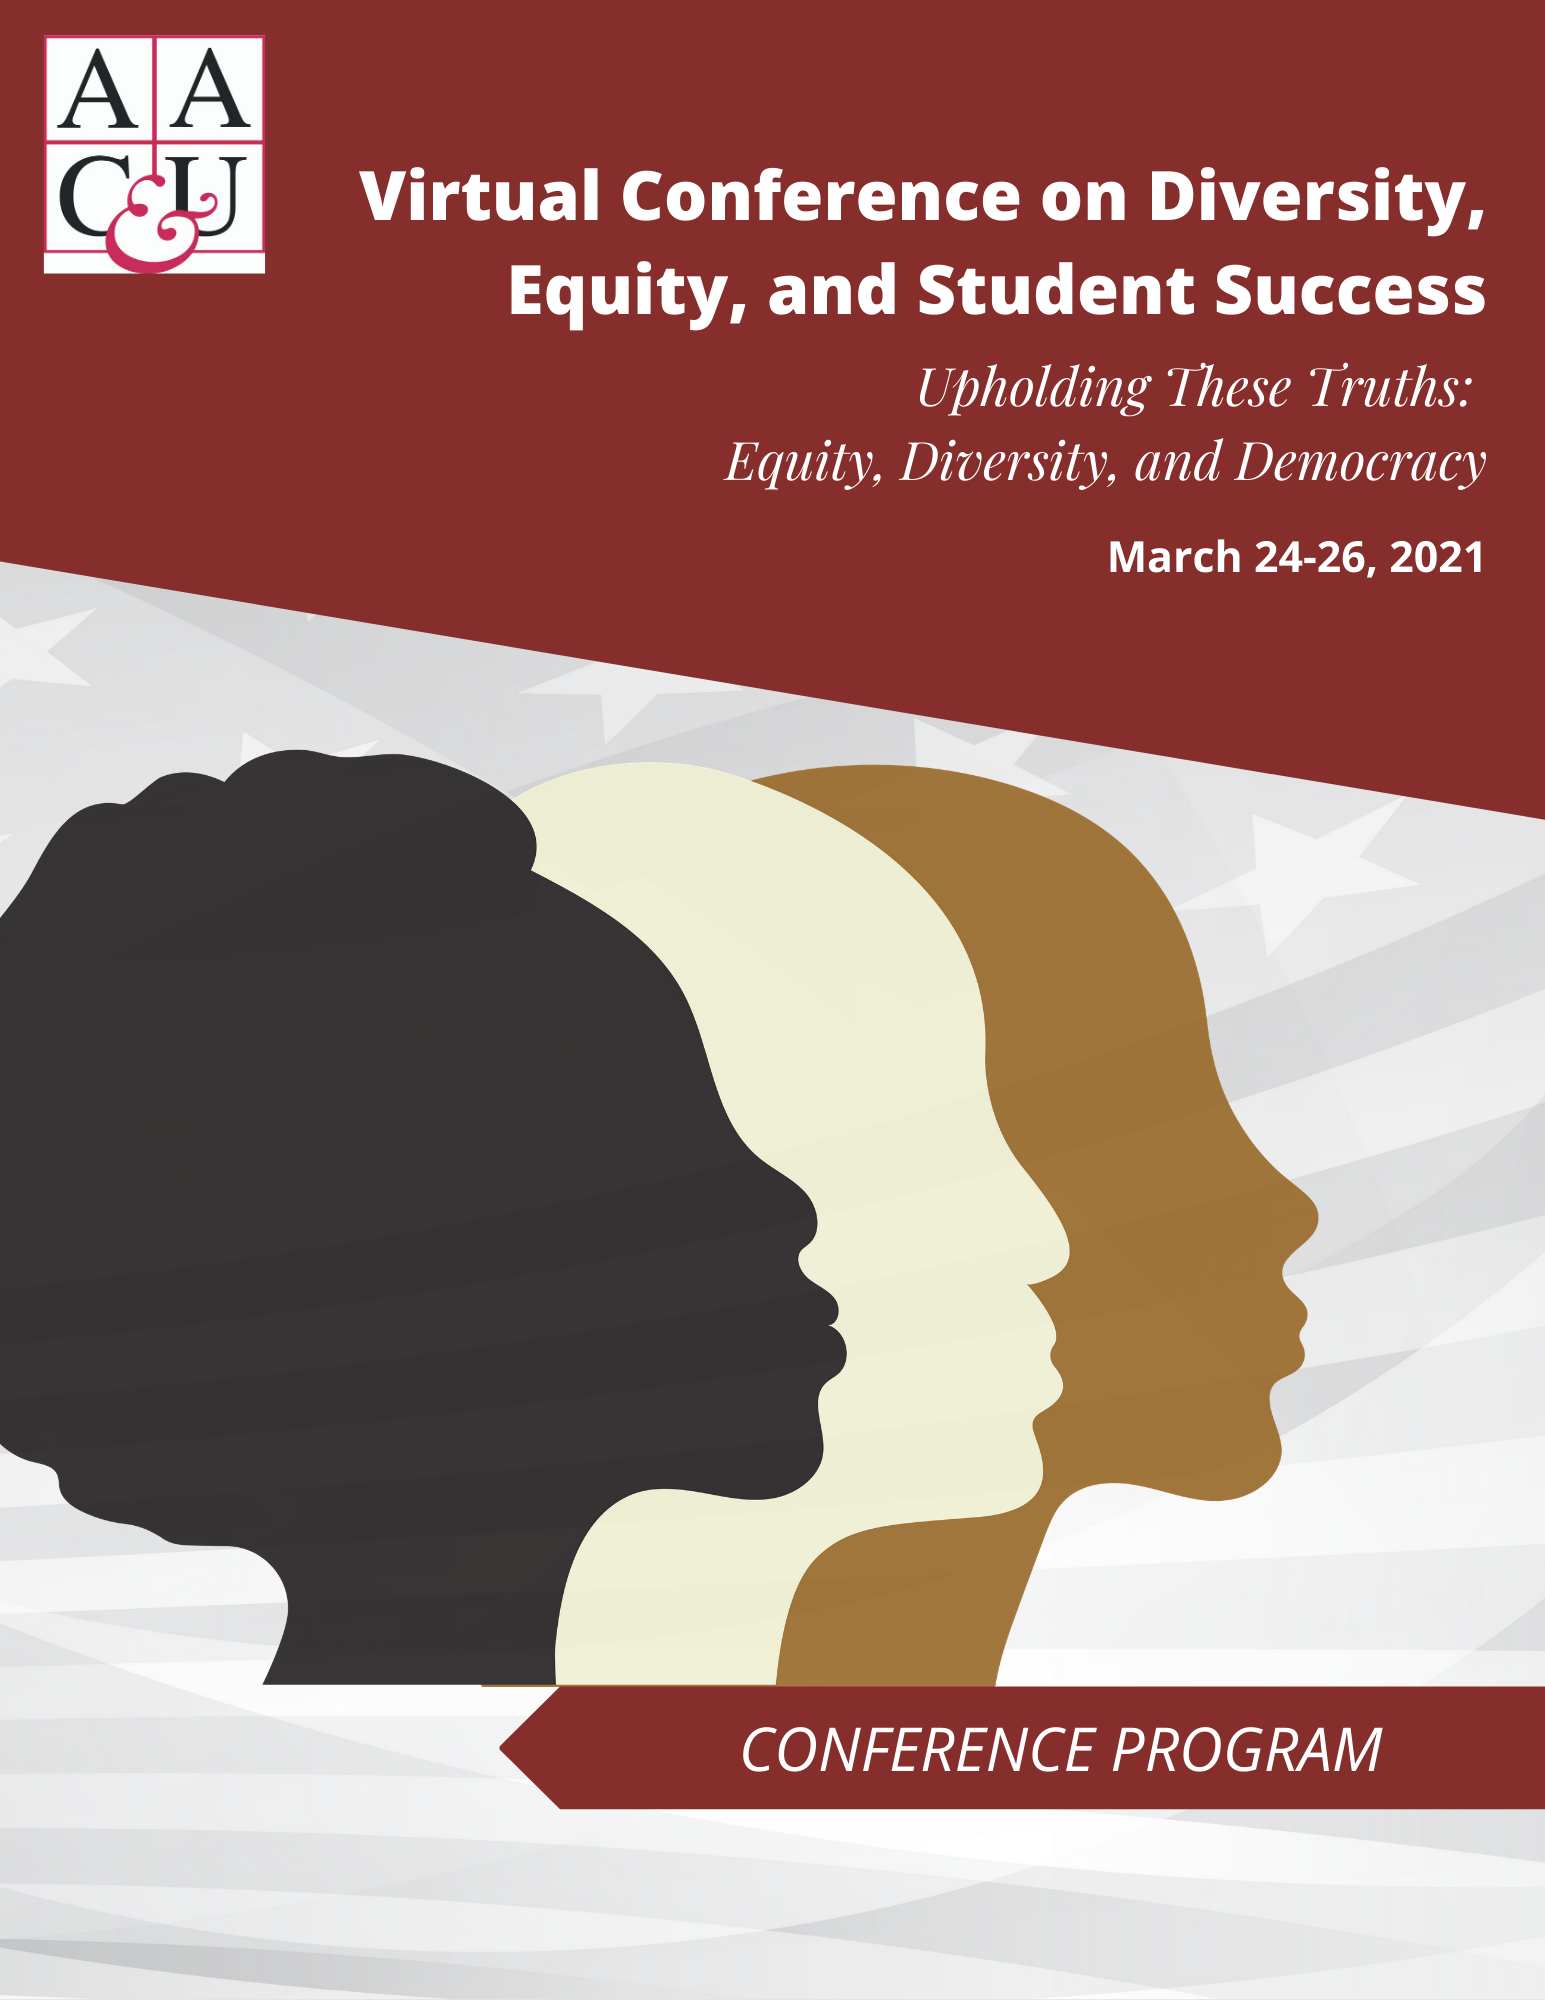 A A
C & U
Virtual Conference on Diversity,
Equity, and Student Success
Upholding These Truths:
Equity, Diversity, and Democracy
March 24-26, 2021
CONFERENCE PROGRAM